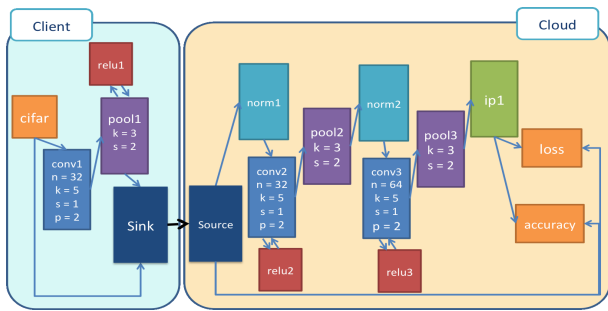 Client
relu1
cifar
pool1
k = 3
s = 2
conv1
n = 32
k = 5
s = 1
p = 2
Sink
Cloud
Source
norm1
conv2
n = 32
k = 5
s = 1
p = 2
relu2
pool2
k = 3
s = 2
norm2
conv3
n = 64
k = 5
s = 1
p = 2
relu3
pool3
k = 3
s = 2
ip1
loss
accuracy